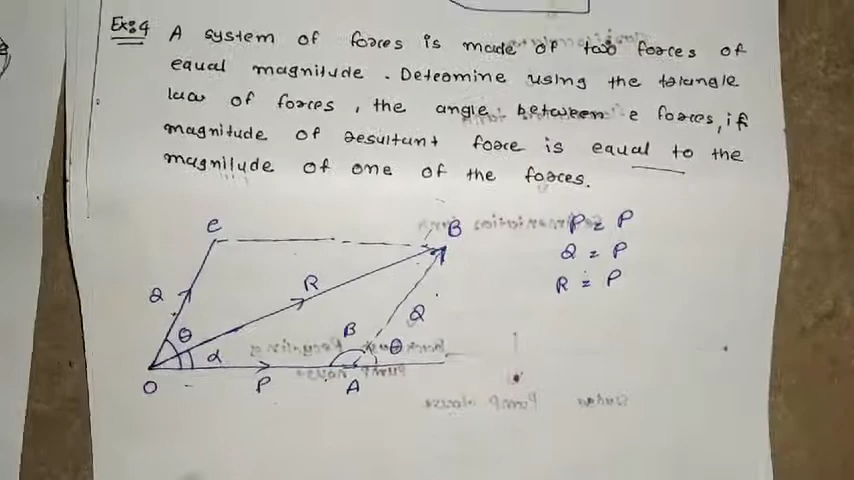 Ex:4 A system of forces is made of two forces of
equal magnitude. Determine using the triangle
law of forces, the angle between e forces, if
magnitude of resultant force is equal to the
magnitude of one of the forces.
C
B
P = P
Q = P
R = P
Q
R
Q
θ
α
B
θ
O
P
A
Pump House